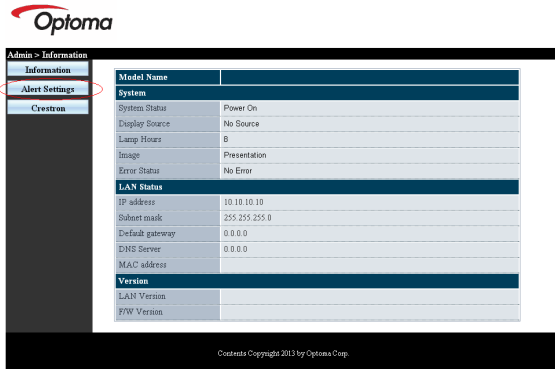 Optoma
Admin > Information
Information
Alert Settings
Crestron
Model Name
System
System Status Power On
Display Source No Source
Lamp Hours B
Image Presentation
Error Status No Error
LAN Status
IP address 10.10.10.10
Subnet mask 255.255.255.0
Default gateway 0.0.0.0
DNS Server 0.0.0.0
MAC address
Version
LAN Version
F/W Version
Contents Copyright 2013 by Optoma Corp.